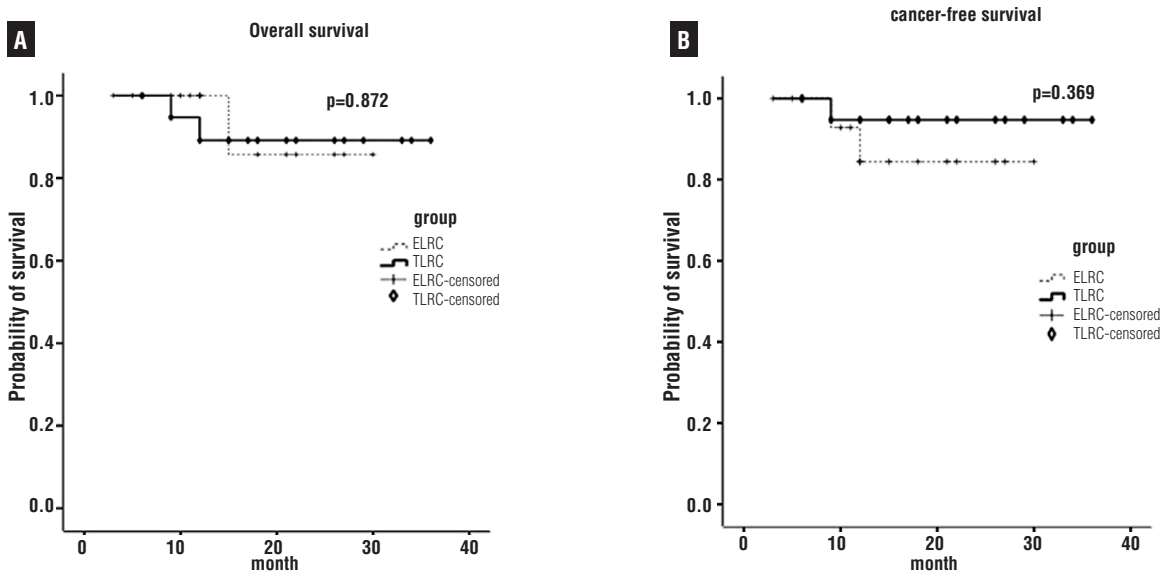 A
Overall survival
p=0.872
1.0
0.8
0.6
0.4
0.2
0.0
Probability of survival
group
ELRC
TLRC
ELRC-censored
TLRC-censored
0 10 20 30 40
month
B
cancer-free survival
p=0.369
1.0
0.8
0.6
0.4
0.2
0.0
Probability of survival
group
ELRC
TLRC
ELRC-censored
TLRC-censored
0 10 20 30 40
month